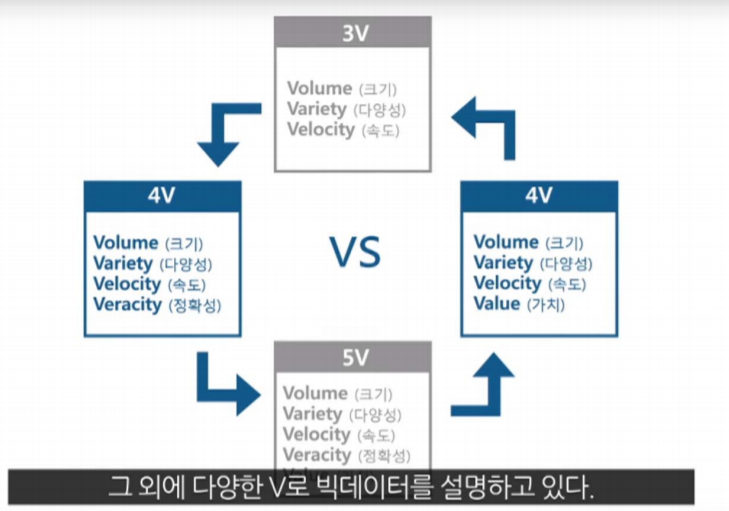 3V
Volume (크기)
Variety (다양성)
Velocity (속도)
4V
Volume (크기)
Variety (다양성)
Velocity (속도)
Veracity (정확성)
VS
4V
Volume (크기)
Variety (다양성)
Velocity (속도)
Value (가치)
5V
Volume (크기)
Variety (다양성)
Velocity (속도)
Veracity (정확성)
그 외에 다양한 V로 빅데이터를 설명하고 있다.